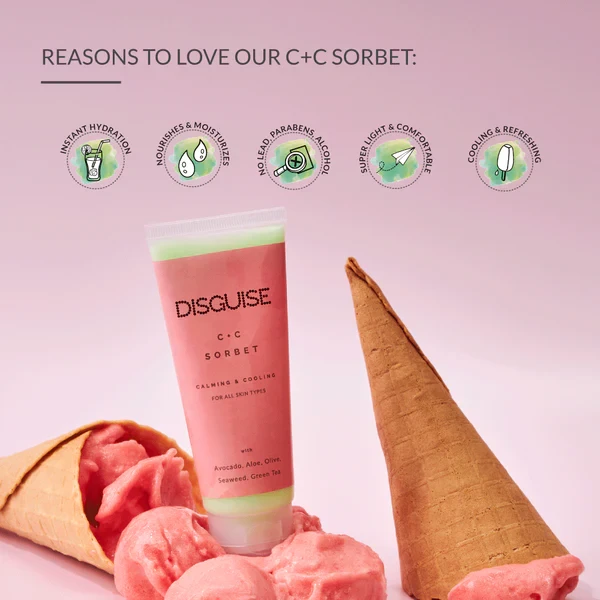 REASONS TO LOVE OUR C+C SORBET:
INSTANT HYDRATION
NOURISHES & MOISTURIZES
NO LEAD, PARABENS, ALCOHOL
SUPER LIGHT & COMFORTABLE
COOLING & REFRESHING
DISGUISE
C+C
SORBET
CALMING & COOLING
FOR ALL SKIN TYPES
with
Avocado, Aloe, Olive,
Seaweed, Green Tea